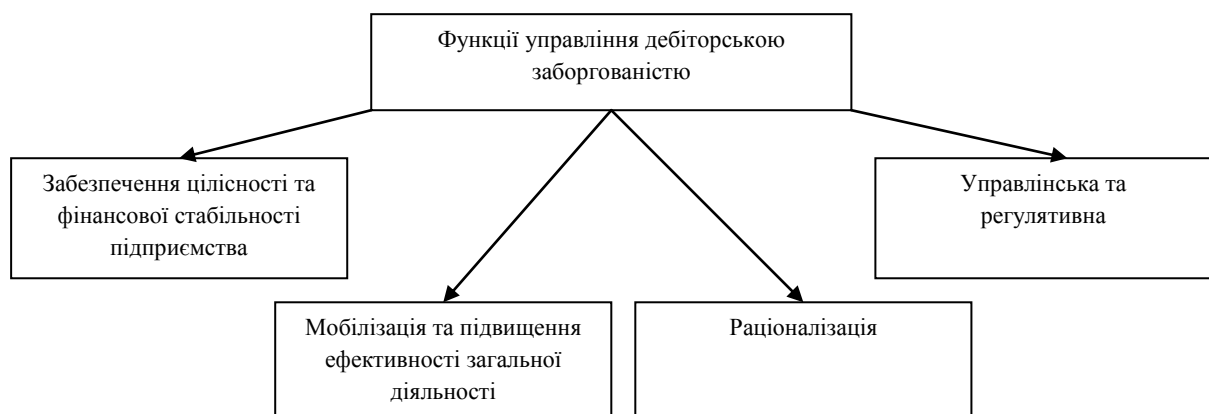 Функції управління дебіторською
заборгованістю
Забезпечення цілісності та
фінансової стабільності
підприємства
Управлінська та
регулятивна
Мобілізація та підвищення
ефективності загальної
діяльності
Раціоналізація